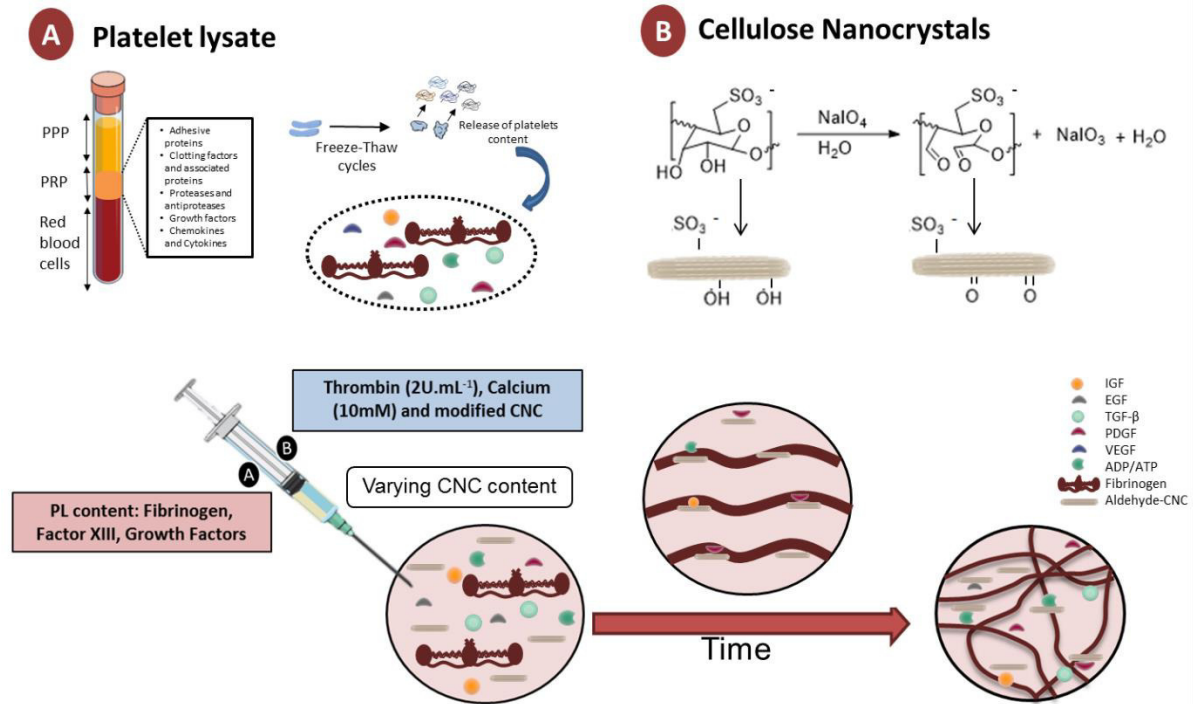 A Platelet lysate
PPP
PRP
Red
blood
cells
• Adhesive
proteins
• Clotting factors
and associated
proteins
• Proteases and
antiproteases
• Growth factors
• Chemokines
and Cytokines
Freeze-Thaw
cycles
Release of platelets
content
B Cellulose Nanocrystals
SO₃⁻
HO
OH
O
O
NaIO₄
H₂O
SO₃⁻
O
O
O
O
+ NaIO₃ + H₂O
SO₃⁻
OH OH
SO₃⁻
O O
Thrombin (2U.mL⁻¹), Calcium
(10mM) and modified CNC
B
A
Varying CNC content
PL content: Fibrinogen,
Factor XIII, Growth Factors
Time
IGF
EGF
TGF-β
PDGF
VEGF
ADP/ATP
Fibrinogen
Aldehyde-CNC